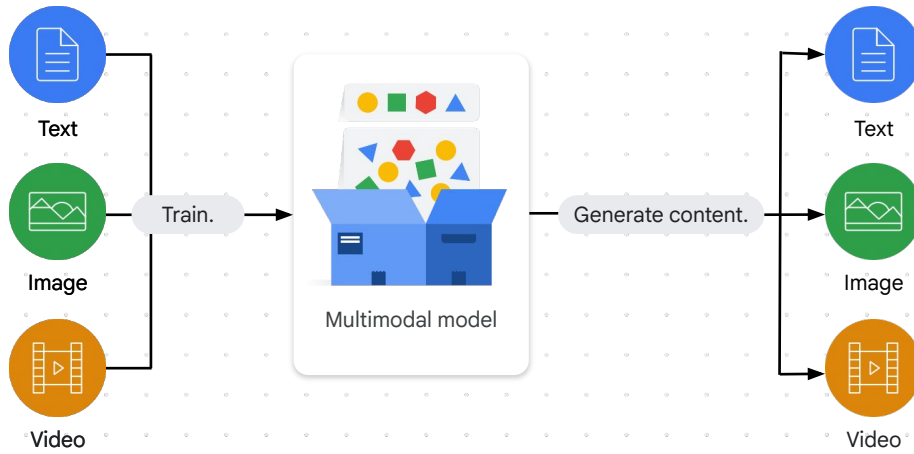 Text
Image
Video
Train.
Multimodal model
Generate content.
Text
Image
Video